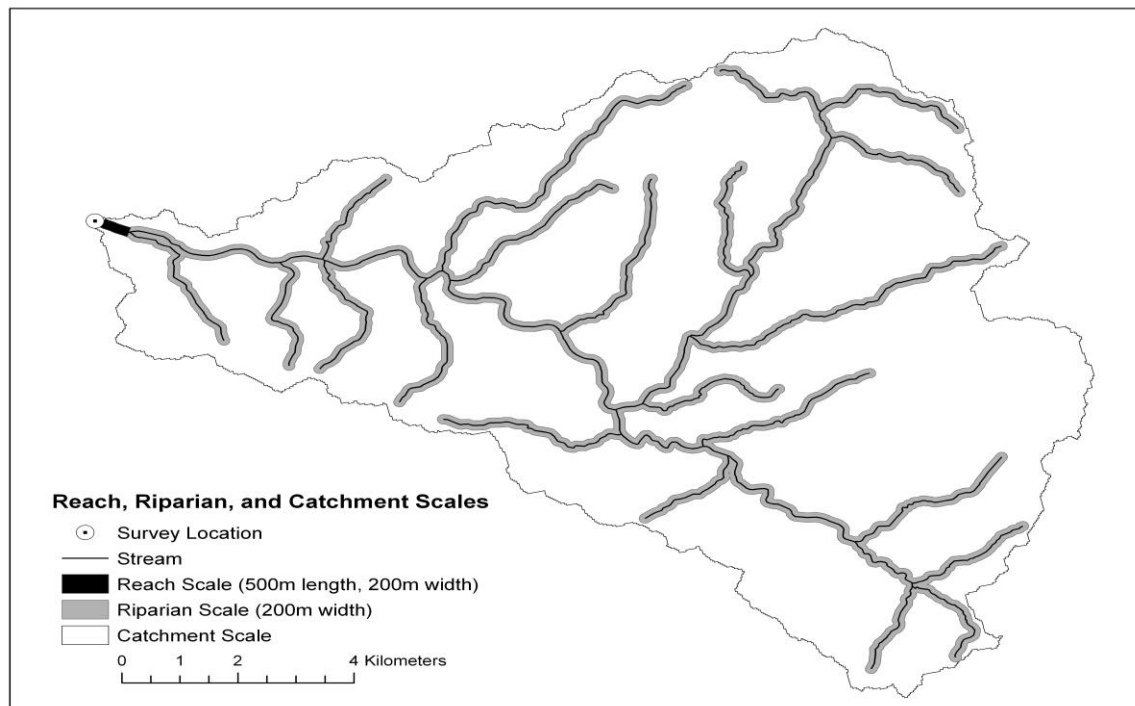 Reach, Riparian, and Catchment Scales
Survey Location
Stream
Reach Scale (500m length, 200m width)
Riparian Scale (200m width)
Catchment Scale
0 1 2 4 Kilometers